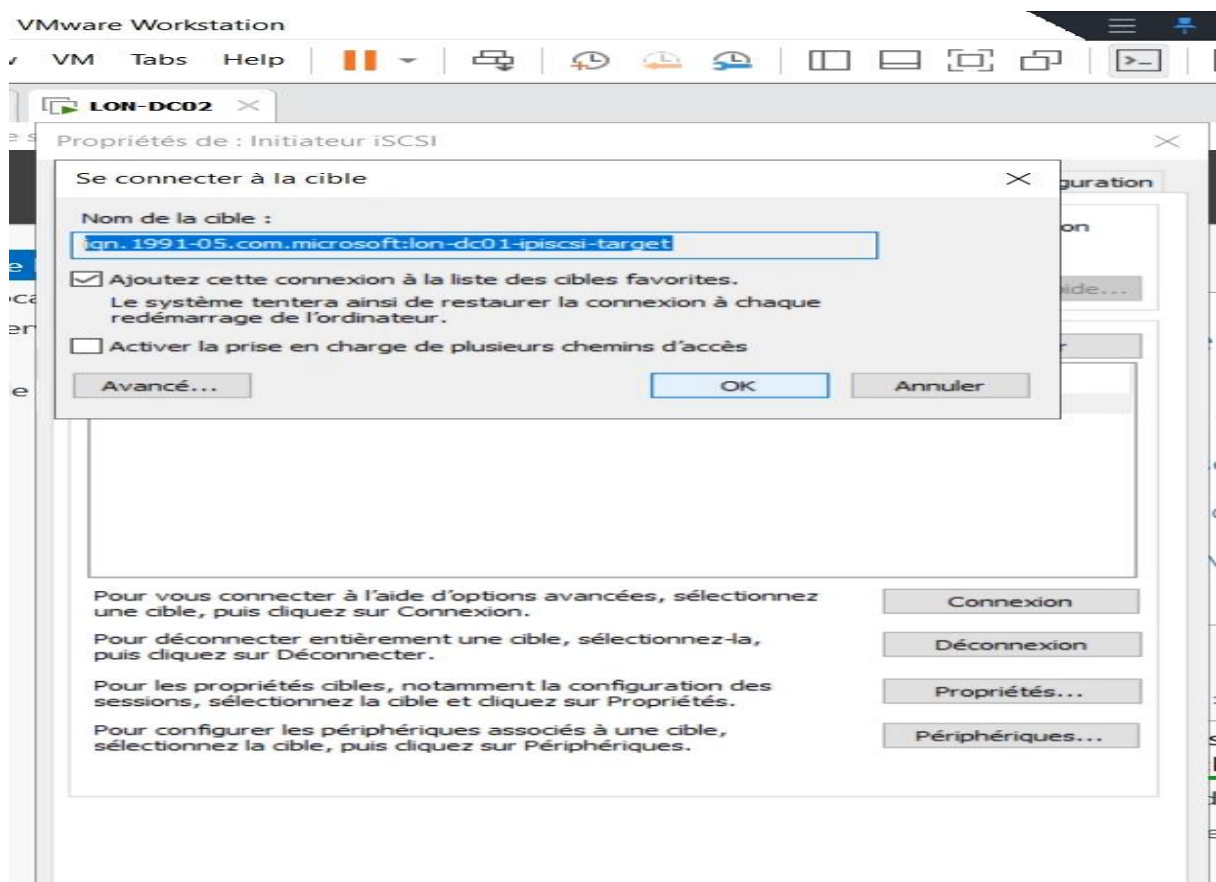 VMware Workstation
VM Tabs Help
LON-DC02
Propriétés de : Initiateur iSCSI
Se connecter à la cible
guration
Nom de la cible :
on
iqn.1991-05.com.microsoft:lon-dc01-ipiscsi-target
Ajoutez cette connexion à la liste des cibles favorites.
ide...
Le système tentera ainsi de restaurer la connexion à chaque
redémarrage de l'ordinateur.
Activer la prise en charge de plusieurs chemins d'accès
Avancé...
OK
Annuler
Pour vous connecter à l'aide d'options avancées, sélectionnez
une cible, puis cliquez sur Connexion.
Connexion
Pour déconnecter entièrement une cible, sélectionnez-la,
puis cliquez sur Déconnecter.
Déconnexion
Pour les propriétés cibles, notamment la configuration des
sessions, sélectionnez la cible et cliquez sur Propriétés.
Propriétés...
Pour configurer les périphériques associés à une cible,
sélectionnez la cible, puis cliquez sur Périphériques.
Périphériques...